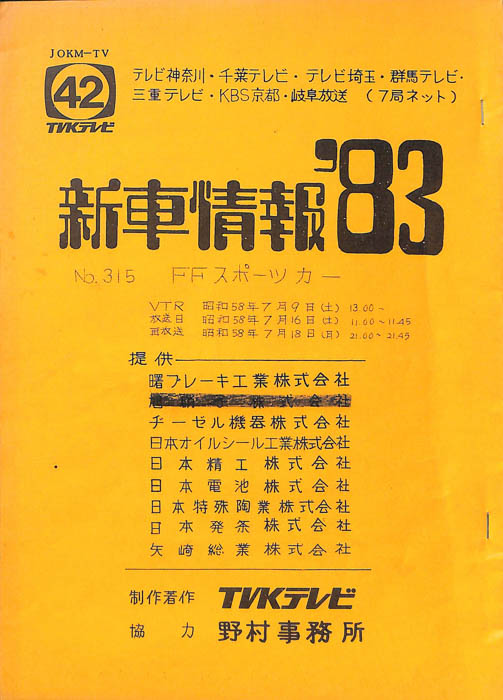 JOKM-TV
42
TVKテレビ
テレビ神奈川・千葉テレビ・テレビ埼玉・群馬テレビ・
三重テレビ・KBS京都・岐阜放送 (7局ネット)
新車情報'83
No.315 FFスポーツカー
VTR 昭和58年7月9日(土) 13.00~
放送日 昭和58年7月16日(土) 11.00~11.45
再放送 昭和58年7月18日(月) 21.00~21.45
提供
曙ブレーキ工業株式会社
株式会社
ヂーゼル機器株式会社
日本オイルシール工業株式会社
日本精工株式会社
日本電池株式会社
日本特殊陶業株式会社
日本発条株式会社
矢崎総業株式会社
制作著作 TVKテレビ
協力 野村事務所